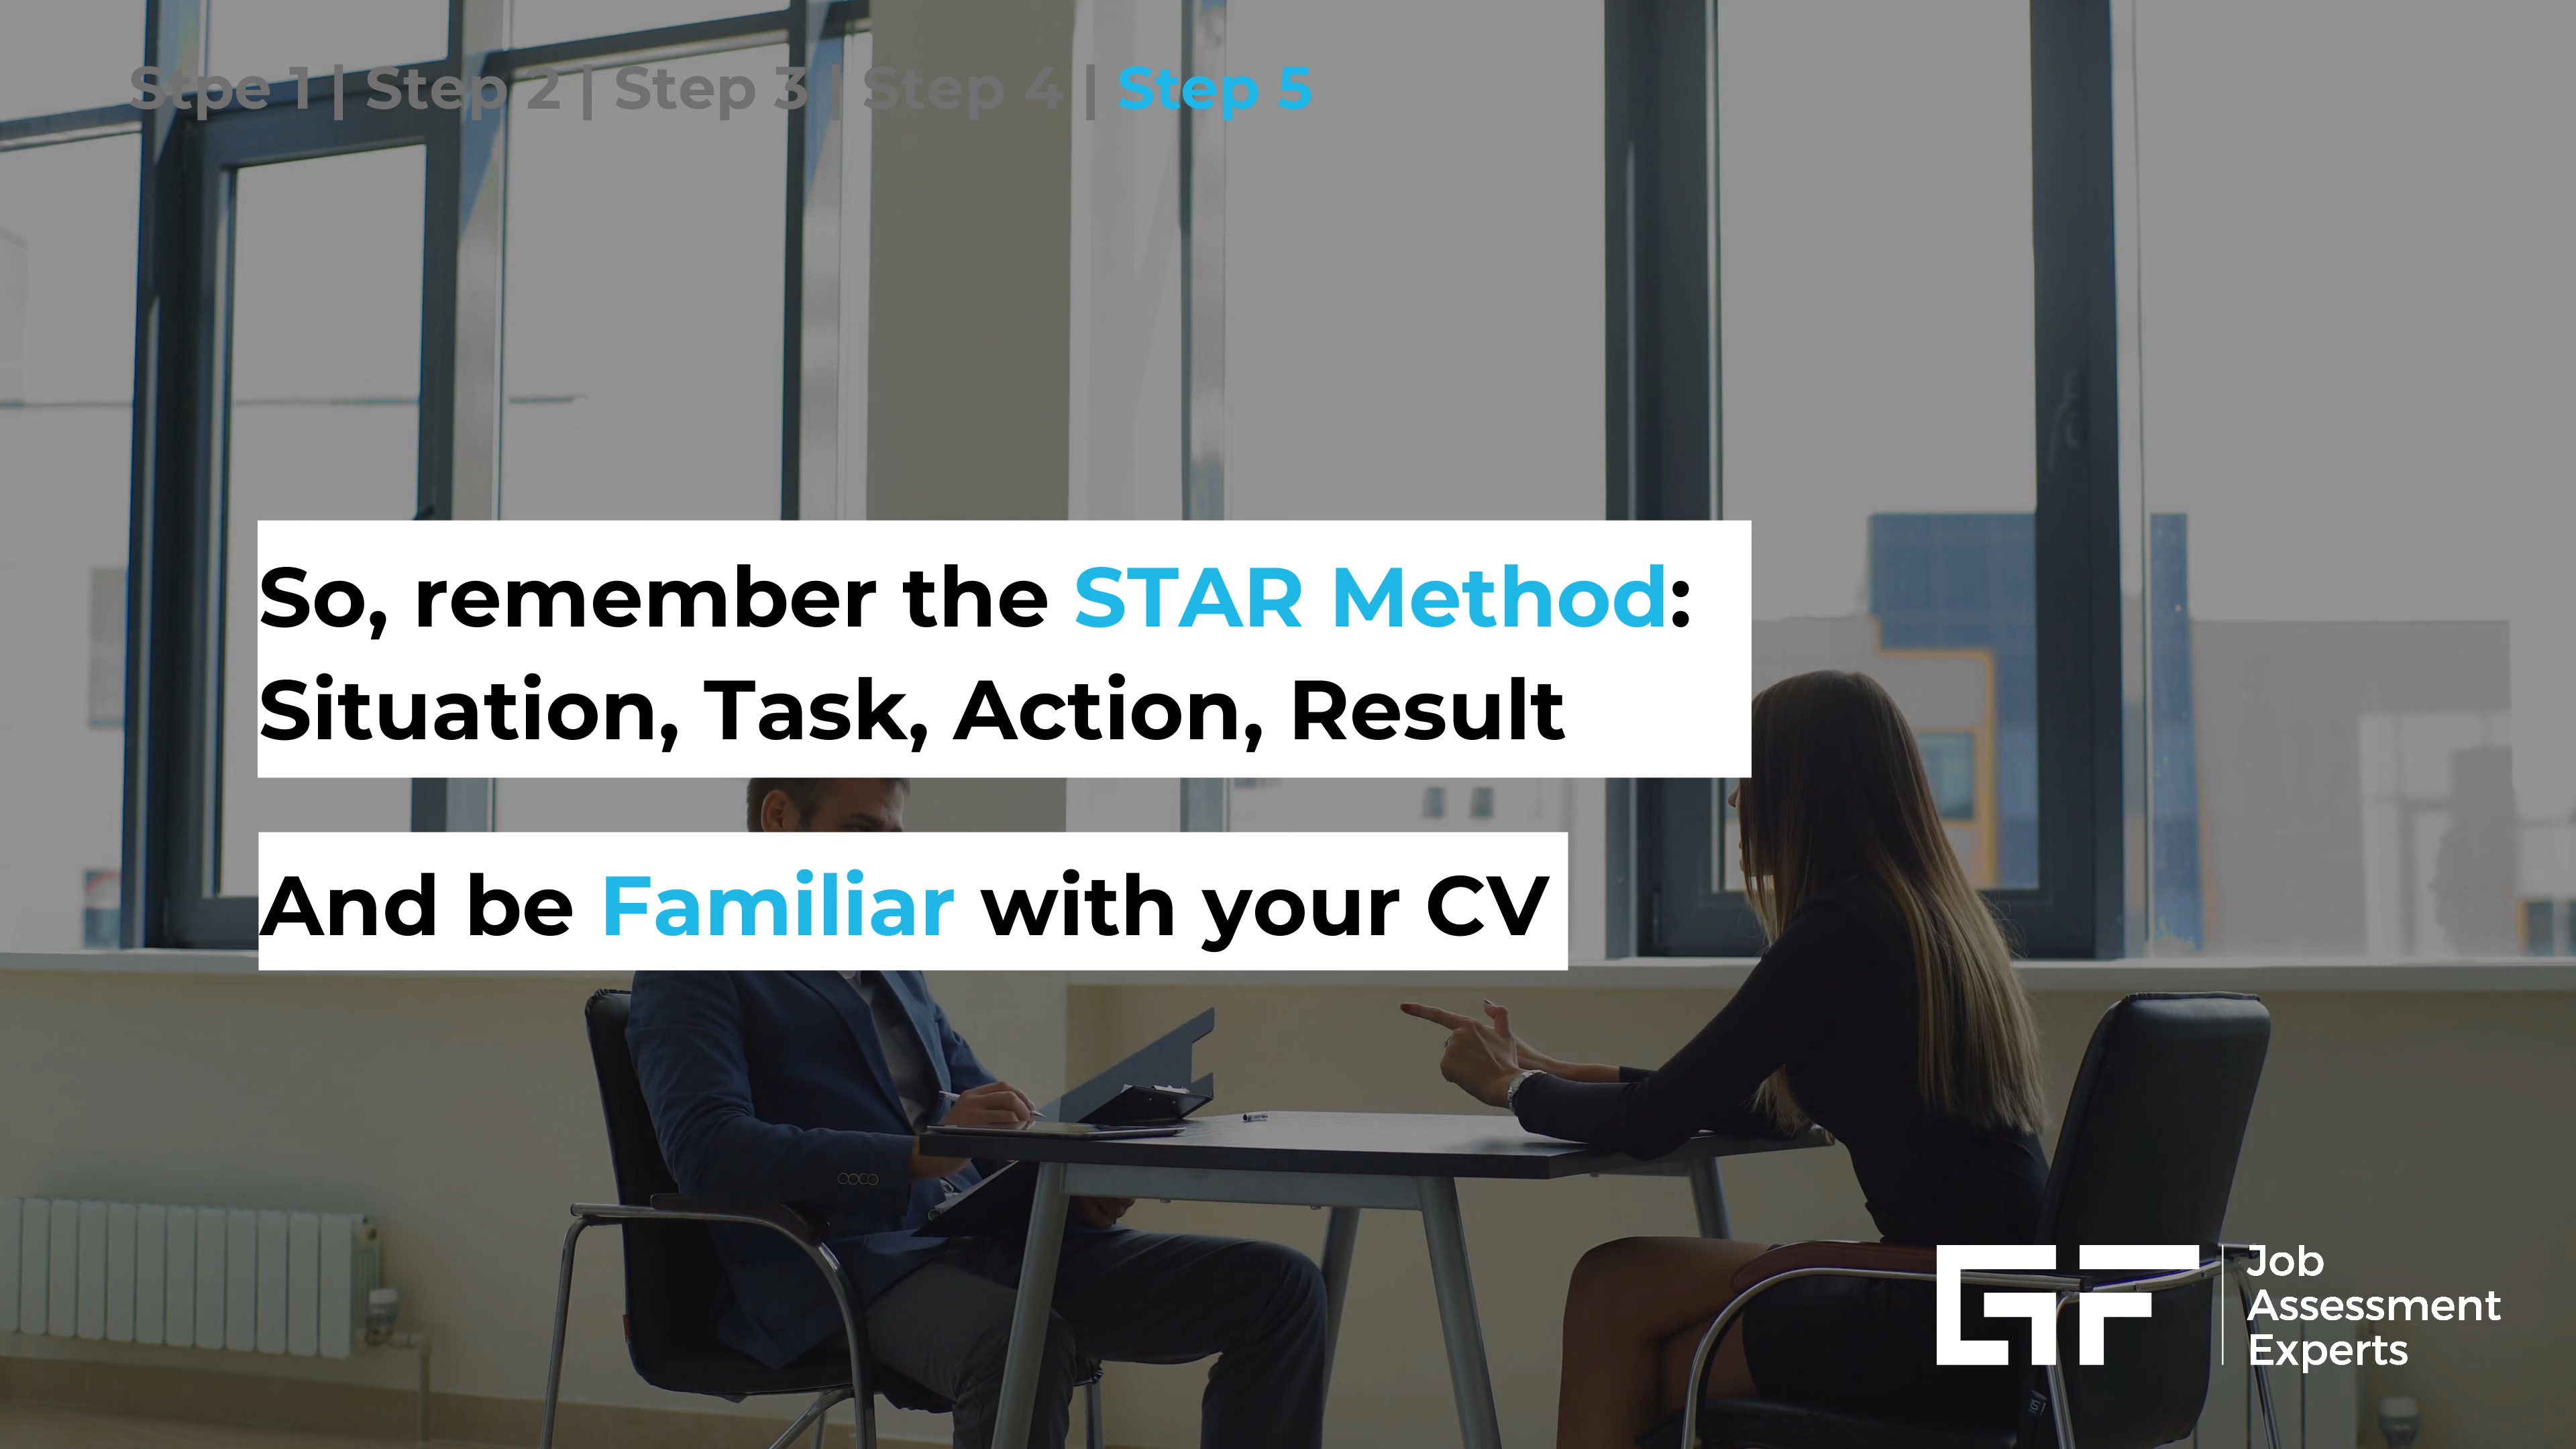 Stpe 1 | Step 2 | Step 3 | Step 4 | Step 5
So, remember the STAR Method:
Situation, Task, Action, Result
And be Familiar with your CV
Job
Assessment
Experts